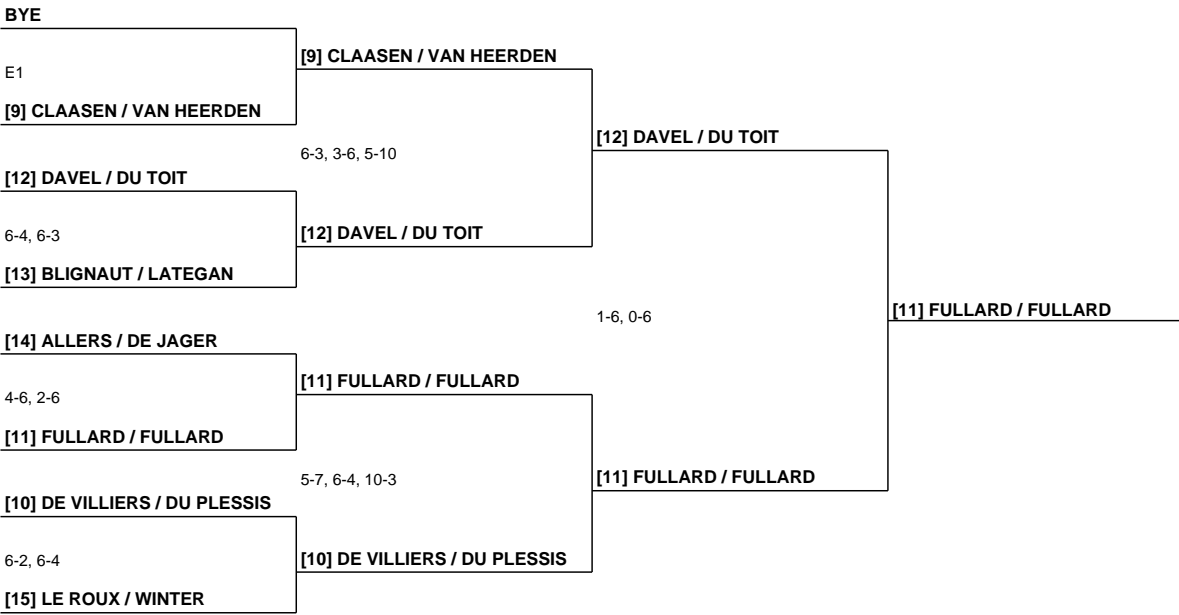 BYE
E1
[9] CLAASEN / VAN HEERDEN
[12] DAVEL / DU TOIT
6-4, 6-3
[13] BLIGNAUT / LATEGAN
[14] ALLERS / DE JAGER
4-6, 2-6
[11] FULLARD / FULLARD
[10] DE VILLIERS / DU PLESSIS
6-2, 6-4
[15] LE ROUX / WINTER
[9] CLAASEN / VAN HEERDEN
6-3, 3-6, 5-10
[12] DAVEL / DU TOIT
[11] FULLARD / FULLARD
5-7, 6-4, 10-3
[10] DE VILLIERS / DU PLESSIS
[12] DAVEL / DU TOIT
1-6, 0-6
[11] FULLARD / FULLARD
[11] FULLARD / FULLARD